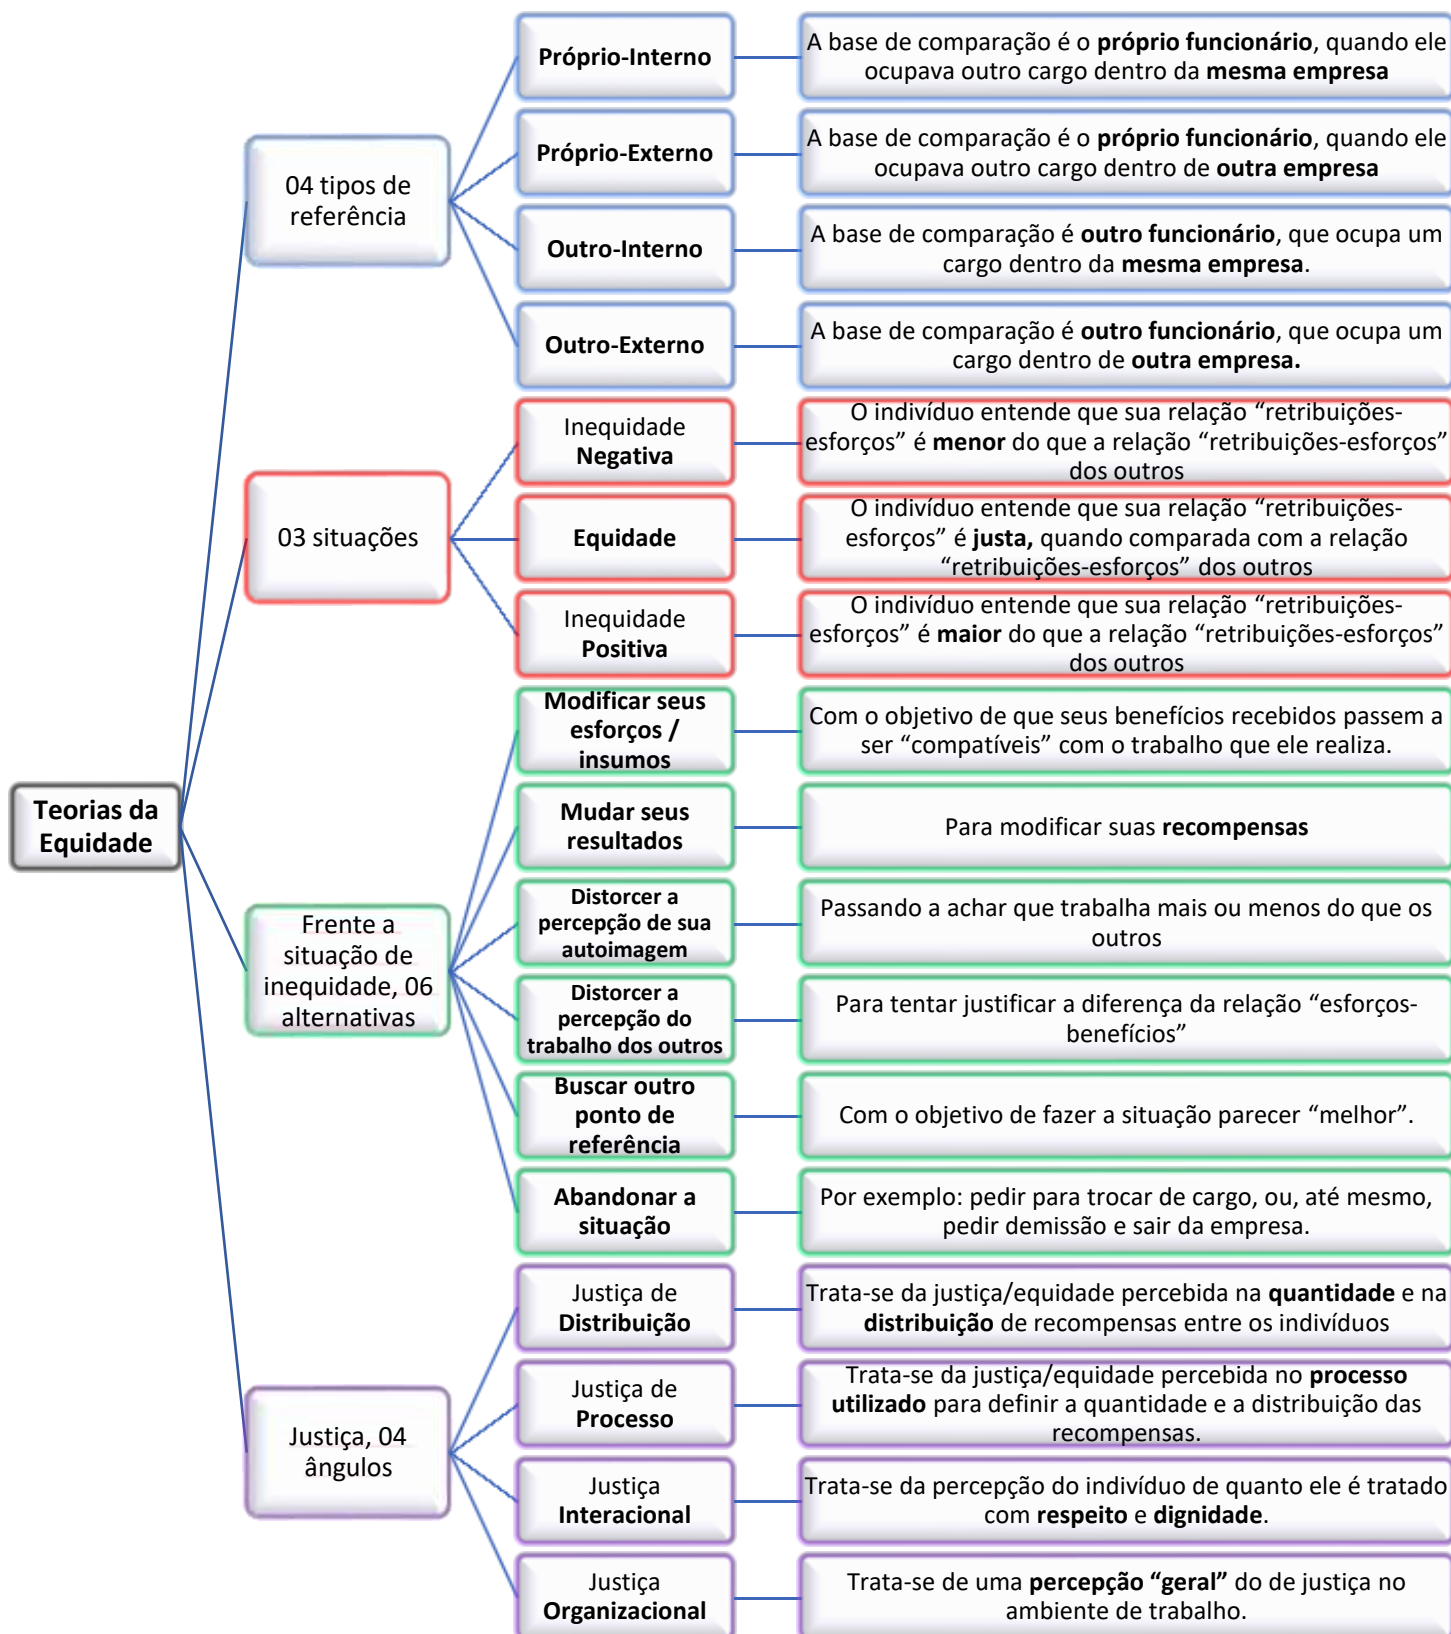 Teorias da
Equidade
04 tipos de
referência
Próprio-Interno
A base de comparação é o próprio funcionário, quando ele
ocupava outro cargo dentro da mesma empresa
Próprio-Externo
A base de comparação é o próprio funcionário, quando ele
ocupava outro cargo dentro de outra empresa
Outro-Interno
A base de comparação é outro funcionário, que ocupa um
cargo dentro da mesma empresa.
Outro-Externo
A base de comparação é outro funcionário, que ocupa um
cargo dentro de outra empresa.
03 situações
Inequidade
Negativa
O indivíduo entende que sua relação “retribuições-
esforços” é menor do que a relação “retribuições-esforços”
dos outros
Equidade
O indivíduo entende que sua relação “retribuições-
esforços” é justa, quando comparada com a relação
“retribuições-esforços” dos outros
Inequidade
Positiva
O indivíduo entende que sua relação “retribuições-
esforços” é maior do que a relação “retribuições-esforços”
dos outros
Frente a
situação de
inequidade, 06
alternativas
Modificar seus
esforços /
insumos
Com o objetivo de que seus benefícios recebidos passem a
ser “compatíveis” com o trabalho que ele realiza.
Mudar seus
resultados
Para modificar suas recompensas
Distorcer a
percepção de sua
autoimagem
Passando a achar que trabalha mais ou menos do que os
outros
Distorcer a
percepção do
trabalho dos outros
Para tentar justificar a diferença da relação “esforços-
benefícios”
Buscar outro
ponto de
referência
Com o objetivo de fazer a situação parecer “melhor”.
Abandonar a
situação
Por exemplo: pedir para trocar de cargo, ou, até mesmo,
pedir demissão e sair da empresa.
Justiça, 04
ângulos
Justiça de
Distribuição
Trata-se da justiça/equidade percebida na quantidade e na
distribuição de recompensas entre os indivíduos
Justiça de
Processo
Trata-se da justiça/equidade percebida no processo
utilizado para definir a quantidade e a distribuição das
recompensas.
Justiça
Interacional
Trata-se da percepção do indivíduo de quanto ele é tratado
com respeito e dignidade.
Justiça
Organizacional
Trata-se de uma percepção “geral” do de justiça no
ambiente de trabalho.